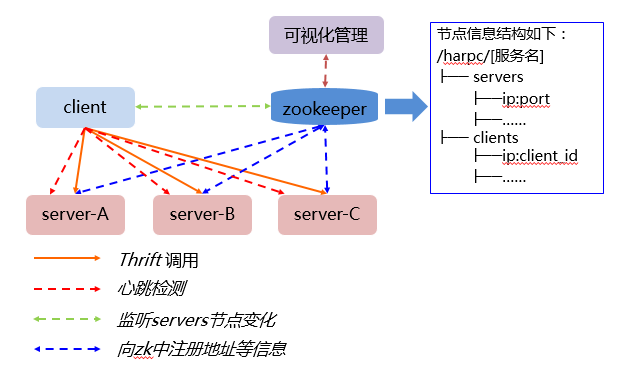 可视化管理
client
zookeeper
节点信息结构如下：
/harpc/[服务名]
├── servers
├──ip:port
├──……
├── clients
├──ip:client_id
├──……
server-A
server-B
server-C
Thrift 调用
心跳检测
监听servers节点变化
向zk中注册地址等信息